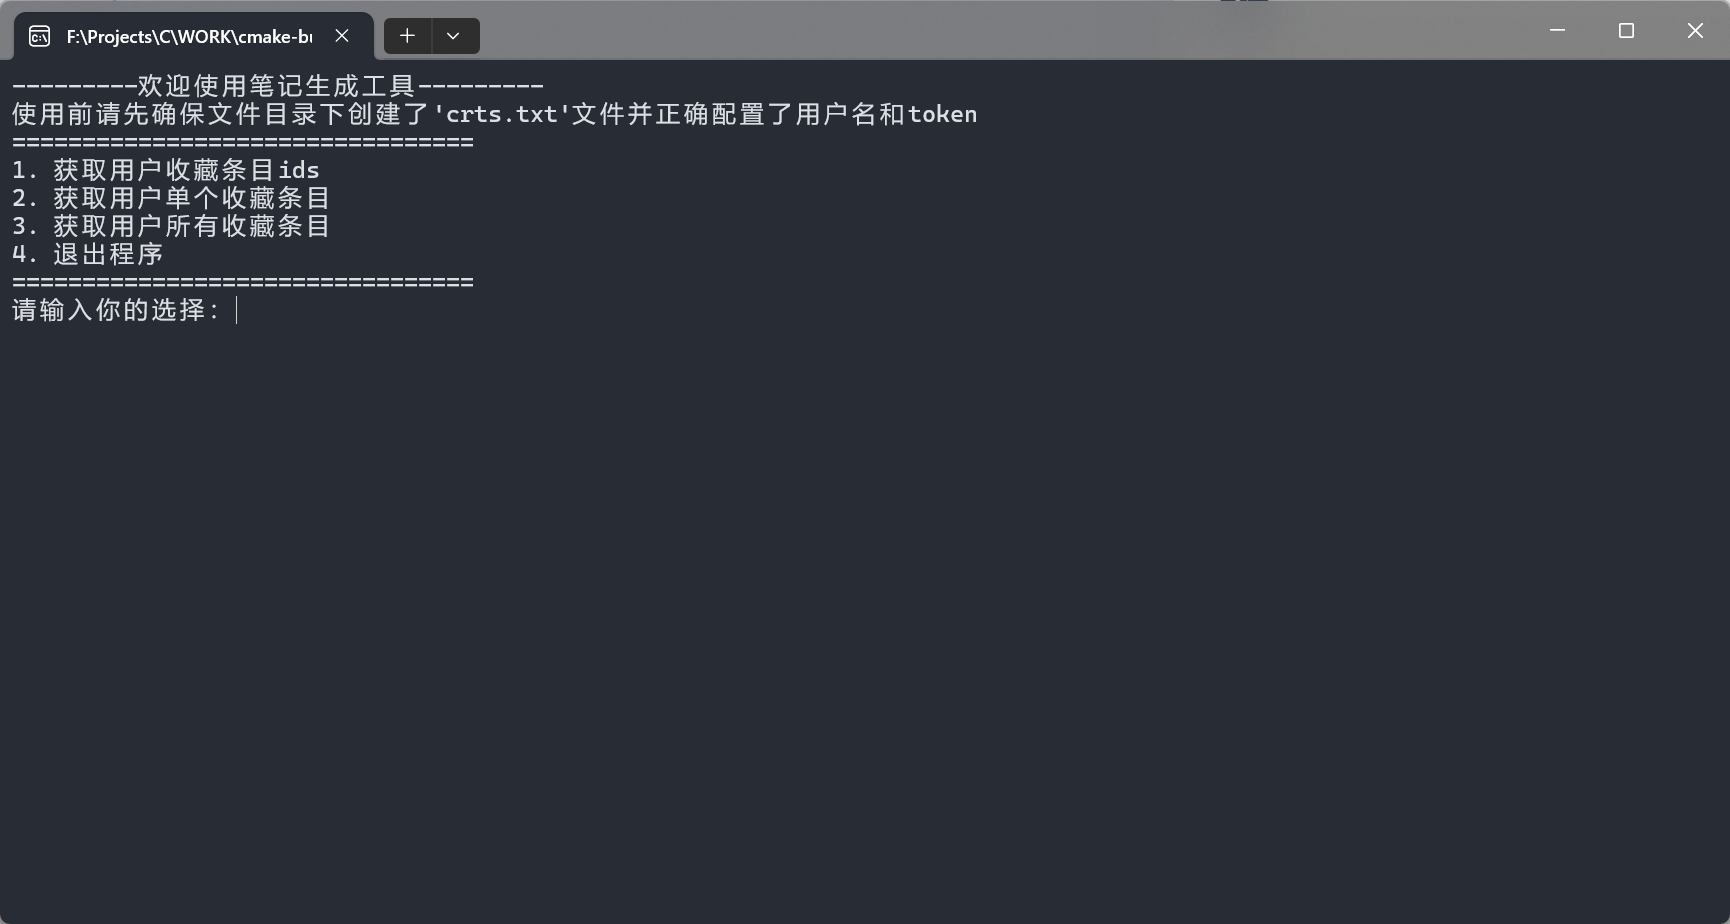 F:\Projects\C\WORK\cmake-bu
---------欢迎使用笔记生成工具---------
使用前请先确保文件目录下创建了'crts.txt'文件并正确配置了用户名和token
=================================
1. 获取用户收藏条目ids
2. 获取用户单个收藏条目
3. 获取用户所有收藏条目
4. 退出程序
=================================
请输入你的选择：